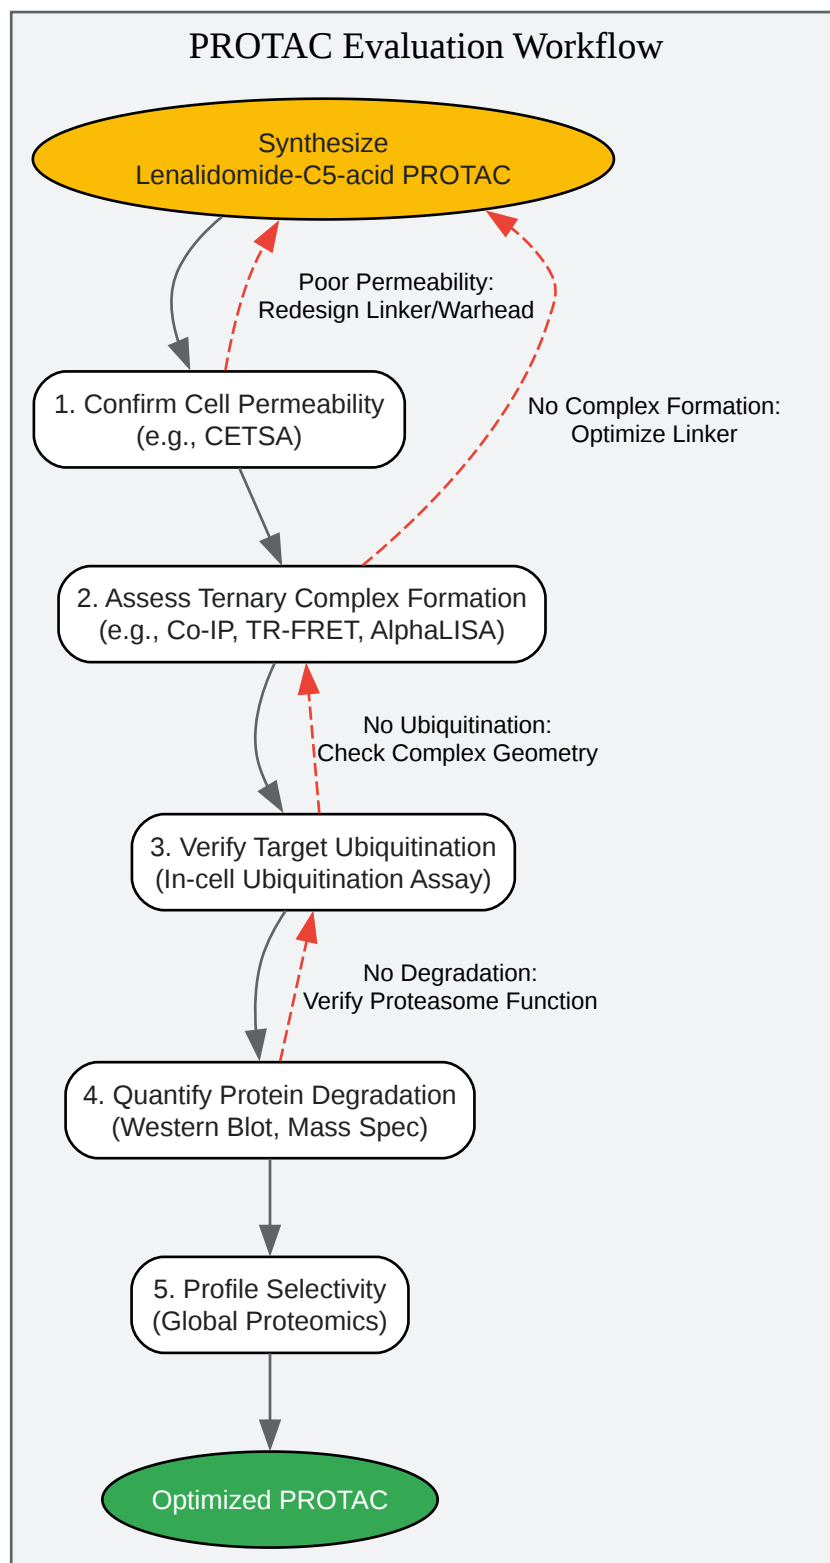 PROTAC Evaluation Workflow
Synthesize
Lenalidomide-C5-acid PROTAC
Poor Permeability:
Redesign Linker/Warhead
1. Confirm Cell Permeability
(e.g., CETSA)
No Complex Formation:
Optimize Linker
2. Assess Ternary Complex Formation
(e.g., Co-IP, TR-FRET, AlphaLISA)
No Ubiquitination:
Check Complex Geometry
3. Verify Target Ubiquitination
(In-cell Ubiquitination Assay)
No Degradation:
Verify Proteasome Function
4. Quantify Protein Degradation
(Western Blot, Mass Spec)
5. Profile Selectivity
(Global Proteomics)
Optimized PROTAC